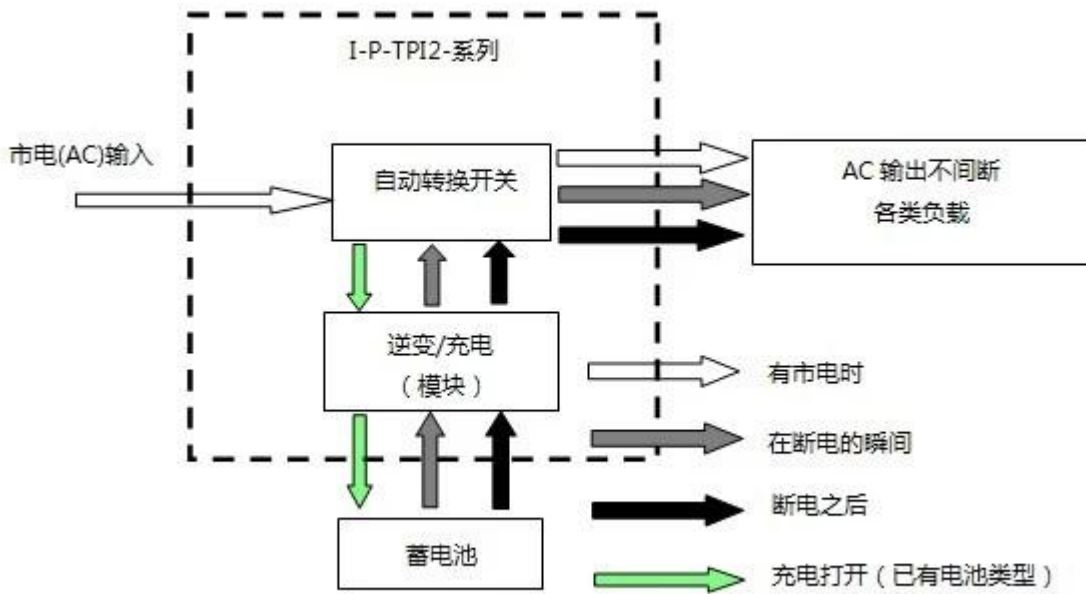 I-P-TPI2-系列
市电(AC)输入
自动转换开关
AC 输出不间断
各类负载
逆变/充电
（模块）
有市电时
在断电的瞬间
断电之后
蓄电池
充电打开（已有电池类型）